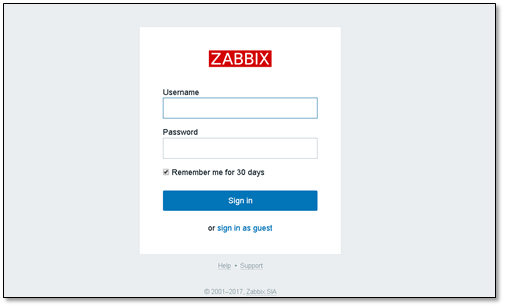 ZABBIX
Username
Password
Remember me for 30 days
Sign in
or sign in as guest
Help • Support
© 2001–2017, Zabbix SIA